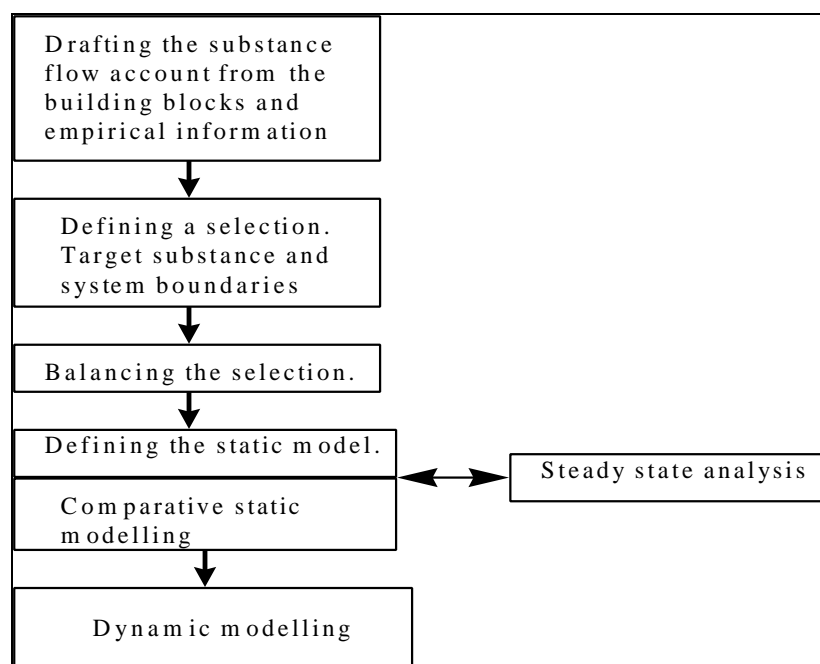 Drafting the substance
flow account from the
building blocks and
empirical information
Defining a selection.
Target substance and
system boundaries
Balancing the selection.
Defining the static model.
Steady state analysis
Comparative static
modelling
Dynamic modelling